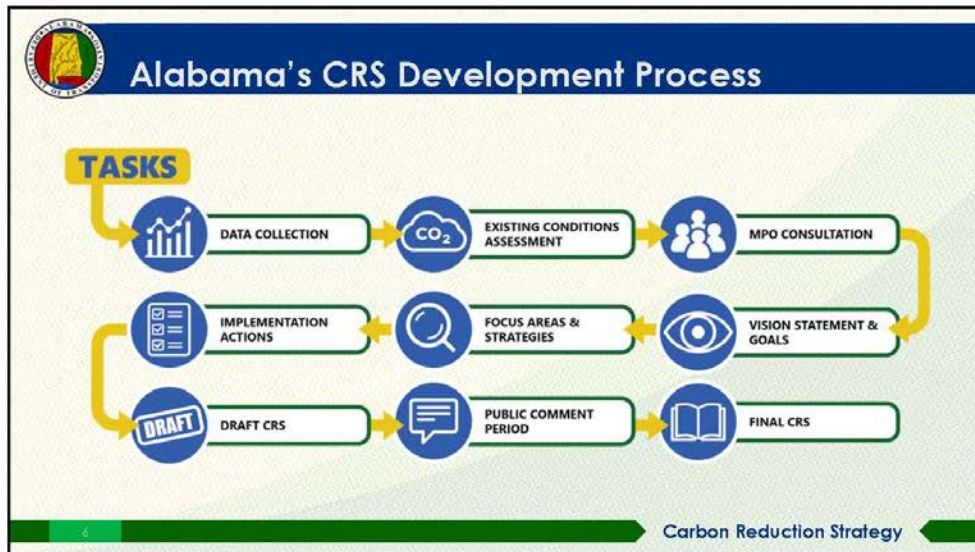 Alabama's CRS Development Process
TASKS
DATA COLLECTION
CO2
EXISTING CONDITIONS
ASSESSMENT
MPO CONSULTATION
VISION STATEMENT &
GOALS
FOCUS AREAS &
STRATEGIES
IMPLEMENTATION
ACTIONS
DRAFT
DRAFT CRS
PUBLIC COMMENT
PERIOD
FINAL CRS
6
Carbon Reduction Strategy